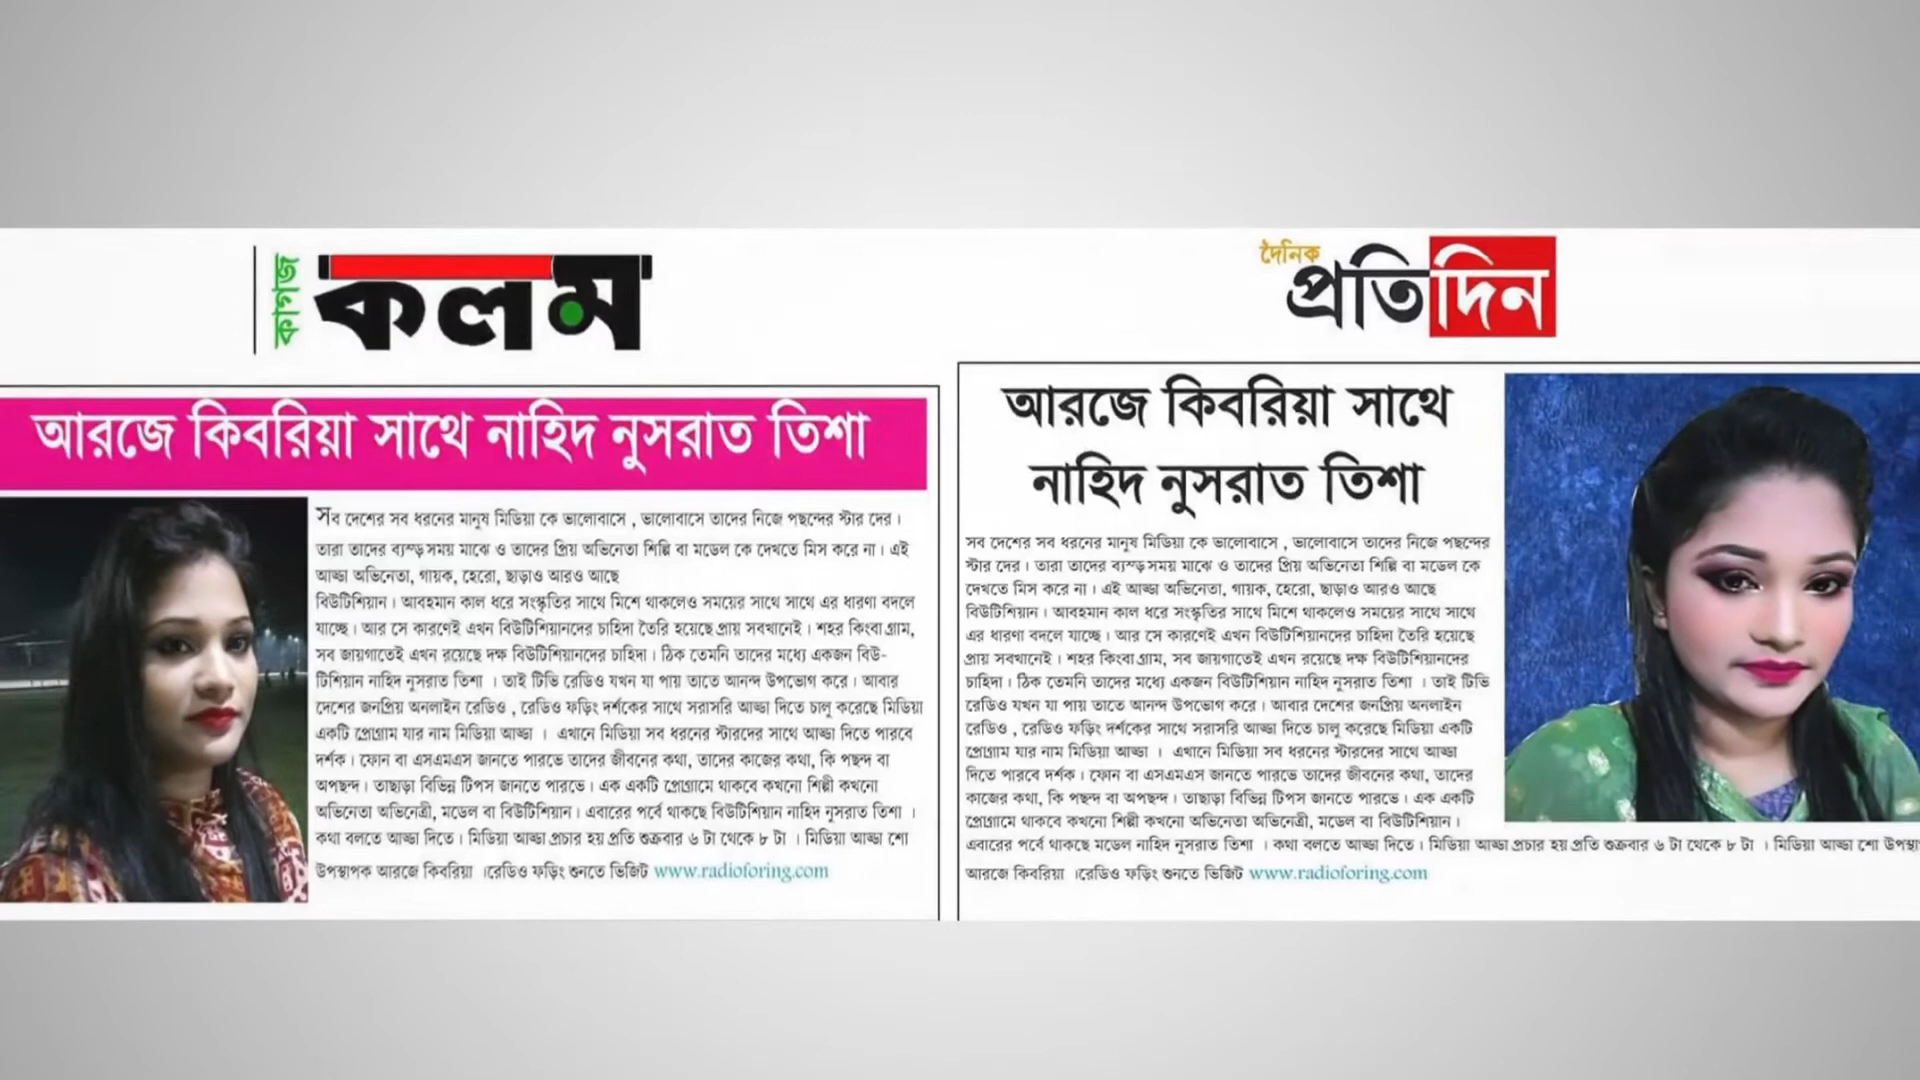 কাগজ
কলম
আরজে কিবরিয়া সাথে নাহিদ নুসরাত তিশা
সব দেশের সব ধরনের মানুষ মিডিয়া কে ভালোবাসে , ভালোবাসে তাদের নিজে পছন্দের স্টার দের ।
তারা তাদের ব্যস্ড় সময় মাঝে ও তাদের প্রিয় অভিনেতা শিল্পি বা মডেল কে দেখতে মিস করে না । এই
আড্ডা অভিনেতা, গায়ক, হেরো, ছাড়াও আরও আছে
বিউটিশিয়ান । আবহমান কাল ধরে সংস্কৃতির সাথে মিশে থাকলেও সময়ের সাথে সাথে এর ধারণা বদলে
যাচ্ছে । আর সে কারণেই এখন বিউটিশিয়ানদের চাহিদা তৈরি হয়েছে প্রায় সবখানেই । শহর কিংবা গ্রাম,
সব জায়গাতেই এখন রয়েছে দক্ষ বিউটিশিয়ানদের চাহিদা । ঠিক তেমনি তাদের মধ্যে একজন বিউ-
টিশিয়ান নাহিদ নুসরাত তিশা । তাই টিভি রেডিও যখন যা পায় তাতে আনন্দ উপভোগ করে । আবার
দেশের জনপ্রিয় অনলাইন রেডিও , রেডিও ফড়িং দর্শকের সাথে সরাসরি আড্ডা দিতে চালু করেছে মিডিয়া
একটি প্রোগ্রাম যার নাম মিডিয়া আড্ডা । এখানে মিডিয়া সব ধরনের স্টারদের সাথে আড্ডা দিতে পারবে
দর্শক । ফোন বা এসএমএস জানতে পারভে তাদের জীবনের কথা, তাদের কাজের কথা, কি পছন্দ বা
অপছন্দ । তাছাড়া বিভিন্ন টিপস জানতে পারভে । এক একটি প্রোগ্রামে থাকবে কখনো শিল্পী কখনো
অভিনেতা অভিনেত্রী, মডেল বা বিউটিশিয়ান । এবারের পর্বে থাকছে বিউটিশিয়ান নাহিদ নুসরাত তিশা ।
কথা বলতে আড্ডা দিতে । মিডিয়া আড্ডা প্রচার হয় প্রতি শুক্রবার ৬ টা থেকে ৮ টা । মিডিয়া আড্ডা শো
উপস্থাপক আরজে কিবরিয়া ।রেডিও ফড়িং শুনতে ভিজিট www.radioforing.com
দৈনিক
প্রতিদিন
আরজে কিবরিয়া সাথে
নাহিদ নুসরাত তিশা
সব দেশের সব ধরনের মানুষ মিডিয়া কে ভালোবাসে , ভালোবাসে তাদের নিজে পছন্দের
স্টার দের । তারা তাদের ব্যস্ড় সময় মাঝে ও তাদের প্রিয় অভিনেতা শিল্পি বা মডেল কে
দেখতে মিস করে না । এই আড্ডা অভিনেতা, গায়ক, হেরো, ছাড়াও আরও আছে
বিউটিশিয়ান । আবহমান কাল ধরে সংস্কৃতির সাথে মিশে থাকলেও সময়ের সাথে সাথে
এর ধারণা বদলে যাচ্ছে । আর সে কারণেই এখন বিউটিশিয়ানদের চাহিদা তৈরি হয়েছে
প্রায় সবখানেই । শহর কিংবা গ্রাম, সব জায়গাতেই এখন রয়েছে দক্ষ বিউটিশিয়ানদের
চাহিদা । ঠিক তেমনি তাদের মধ্যে একজন বিউটিশিয়ান নাহিদ নুসরাত তিশা । তাই টিভি
রেডিও যখন যা পায় তাতে আনন্দ উপভোগ করে । আবার দেশের জনপ্রিয় অনলাইন
রেডিও , রেডিও ফড়িং দর্শকের সাথে সরাসরি আড্ডা দিতে চালু করেছে মিডিয়া একটি
প্রোগ্রাম যার নাম মিডিয়া আড্ডা । এখানে মিডিয়া সব ধরনের স্টারদের সাথে আড্ডা
দিতে পারবে দর্শক । ফোন বা এসএমএস জানতে পারভে তাদের জীবনের কথা, তাদের
কাজের কথা, কি পছন্দ বা অপছন্দ । তাছাড়া বিভিন্ন টিপস জানতে পারভে । এক একটি
প্রোগ্রামে থাকবে কখনো শিল্পী কখনো অভিনেতা অভিনেত্রী, মডেল বা বিউটিশিয়ান ।
এবারের পর্বে থাকছে মডেল নাহিদ নুসরাত তিশা । কথা বলতে আড্ডা দিতে । মিডিয়া আড্ডা প্রচার হয় প্রতি শুক্রবার ৬ টা থেকে ৮ টা । মিডিয়া আড্ডা শো
আরজে কিবরিয়া ।রেডিও ফড়িং শুনতে ভিজিট www.radioforing.com